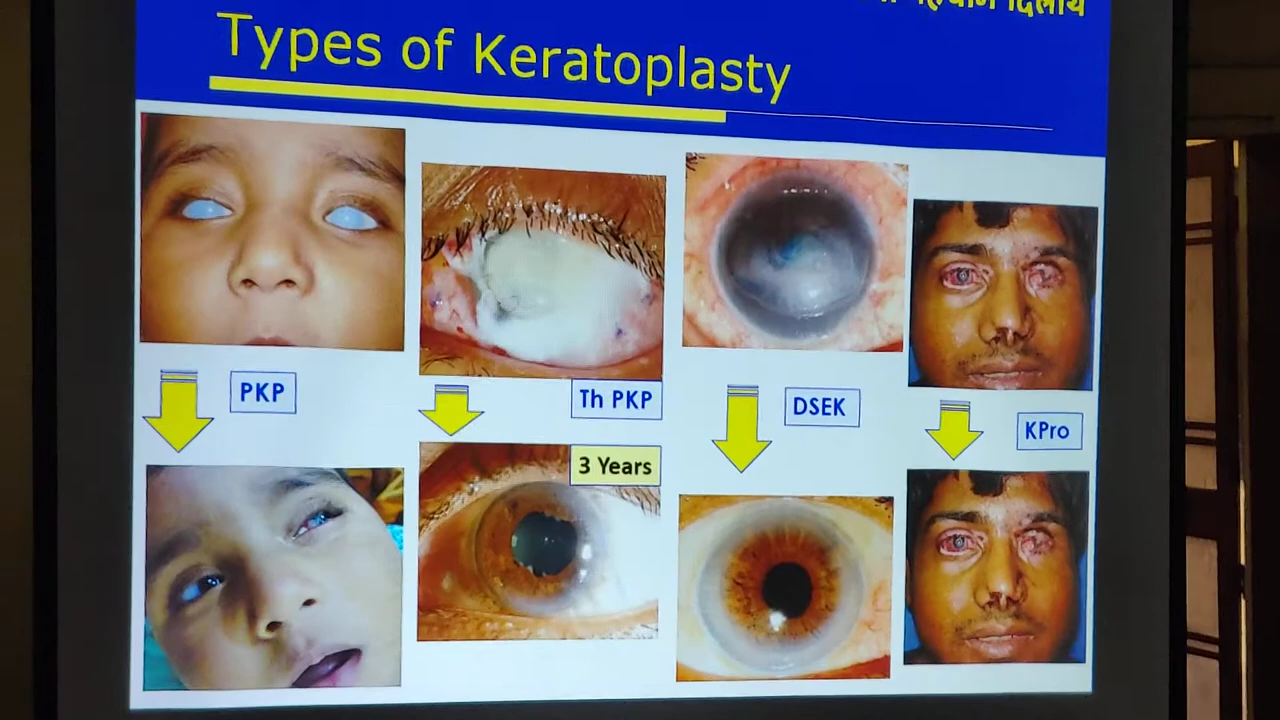 दिलाये
Types of Keratoplasty
PKP
Th PKP
DSEK
KPro
3 Years